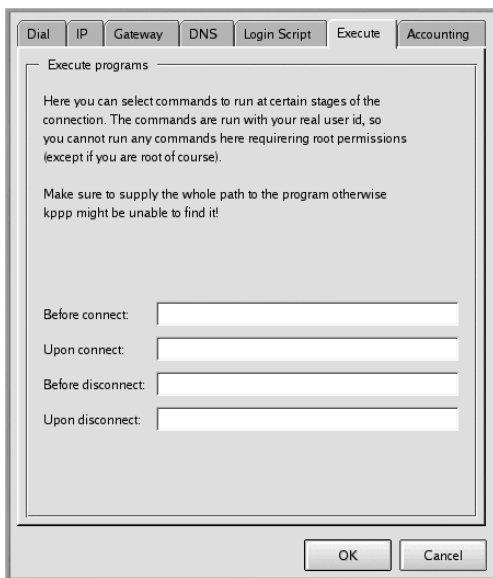 Dial IP Gateway DNS Login Script Execute Accounting
Execute programs
Here you can select commands to run at certain stages of the
connection. The commands are run with your real user id, so
you cannot run any commands here requirering root permissions
(except if you are root of course).
Make sure to supply the whole path to the program otherwise
kppp might be unable to find it!
Before connect:
Upon connect:
Before disconnect:
Upon disconnect:
OK Cancel